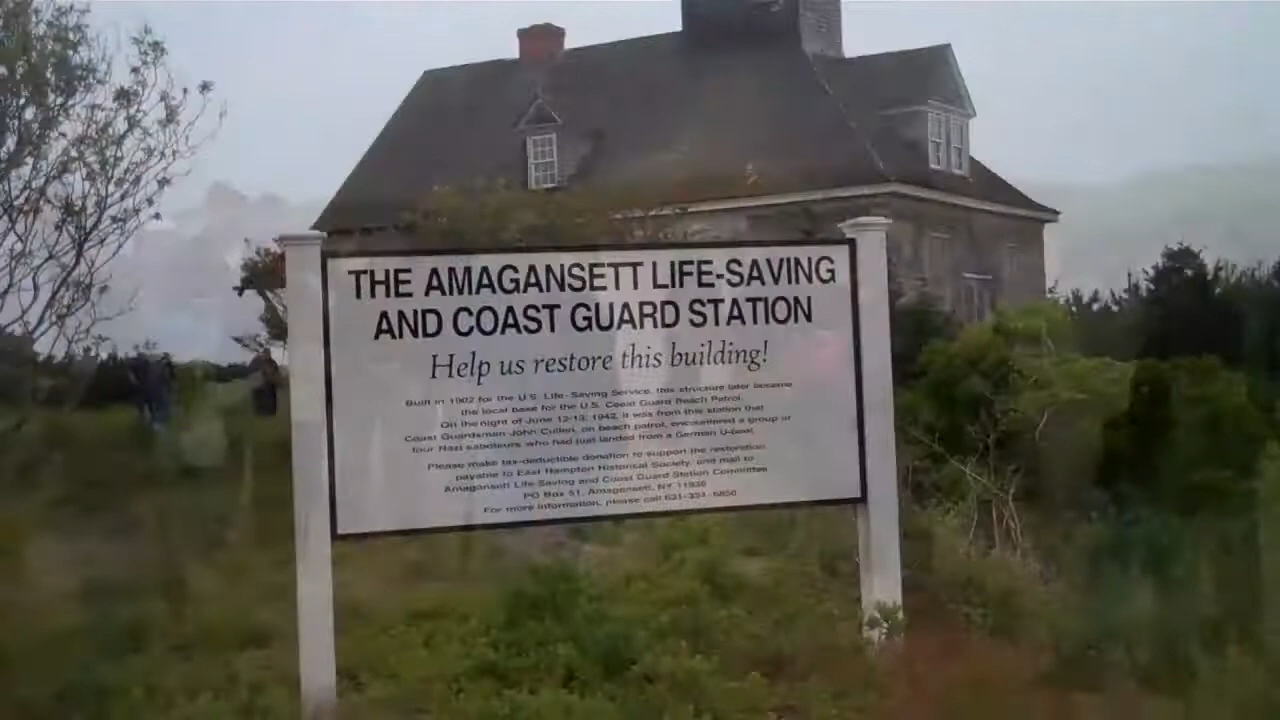 THE AMAGANSETT LIFE-SAVING
AND COAST GUARD STATION
Help us restore this building!
Built in 1902 for the U.S. Life-Saving Service, this structure later became
the local base for the U.S. Coast Guard Beach Patrol.
On the night of June 12-13, 1942, it was from this station that
Coast Guardsman John Cullen, on beach patrol, encountered a group of
four Nazi saboteurs who had just landed from a German U-boat.
Please make tax-deductible donation to support the restoration
payable to East Hampton Historical Society, and mail to
Amagansett Life-Saving and Coast Guard Station Committee
PO Box 51, Amagansett, NY 11930
For more information, please call 631-324-6850